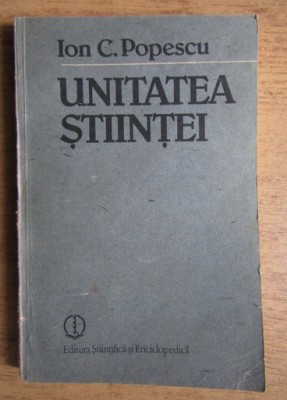 Ion C. Popescu
UNITATEA
ȘTIINȚEI
Editura Științifică și Enciclopedică